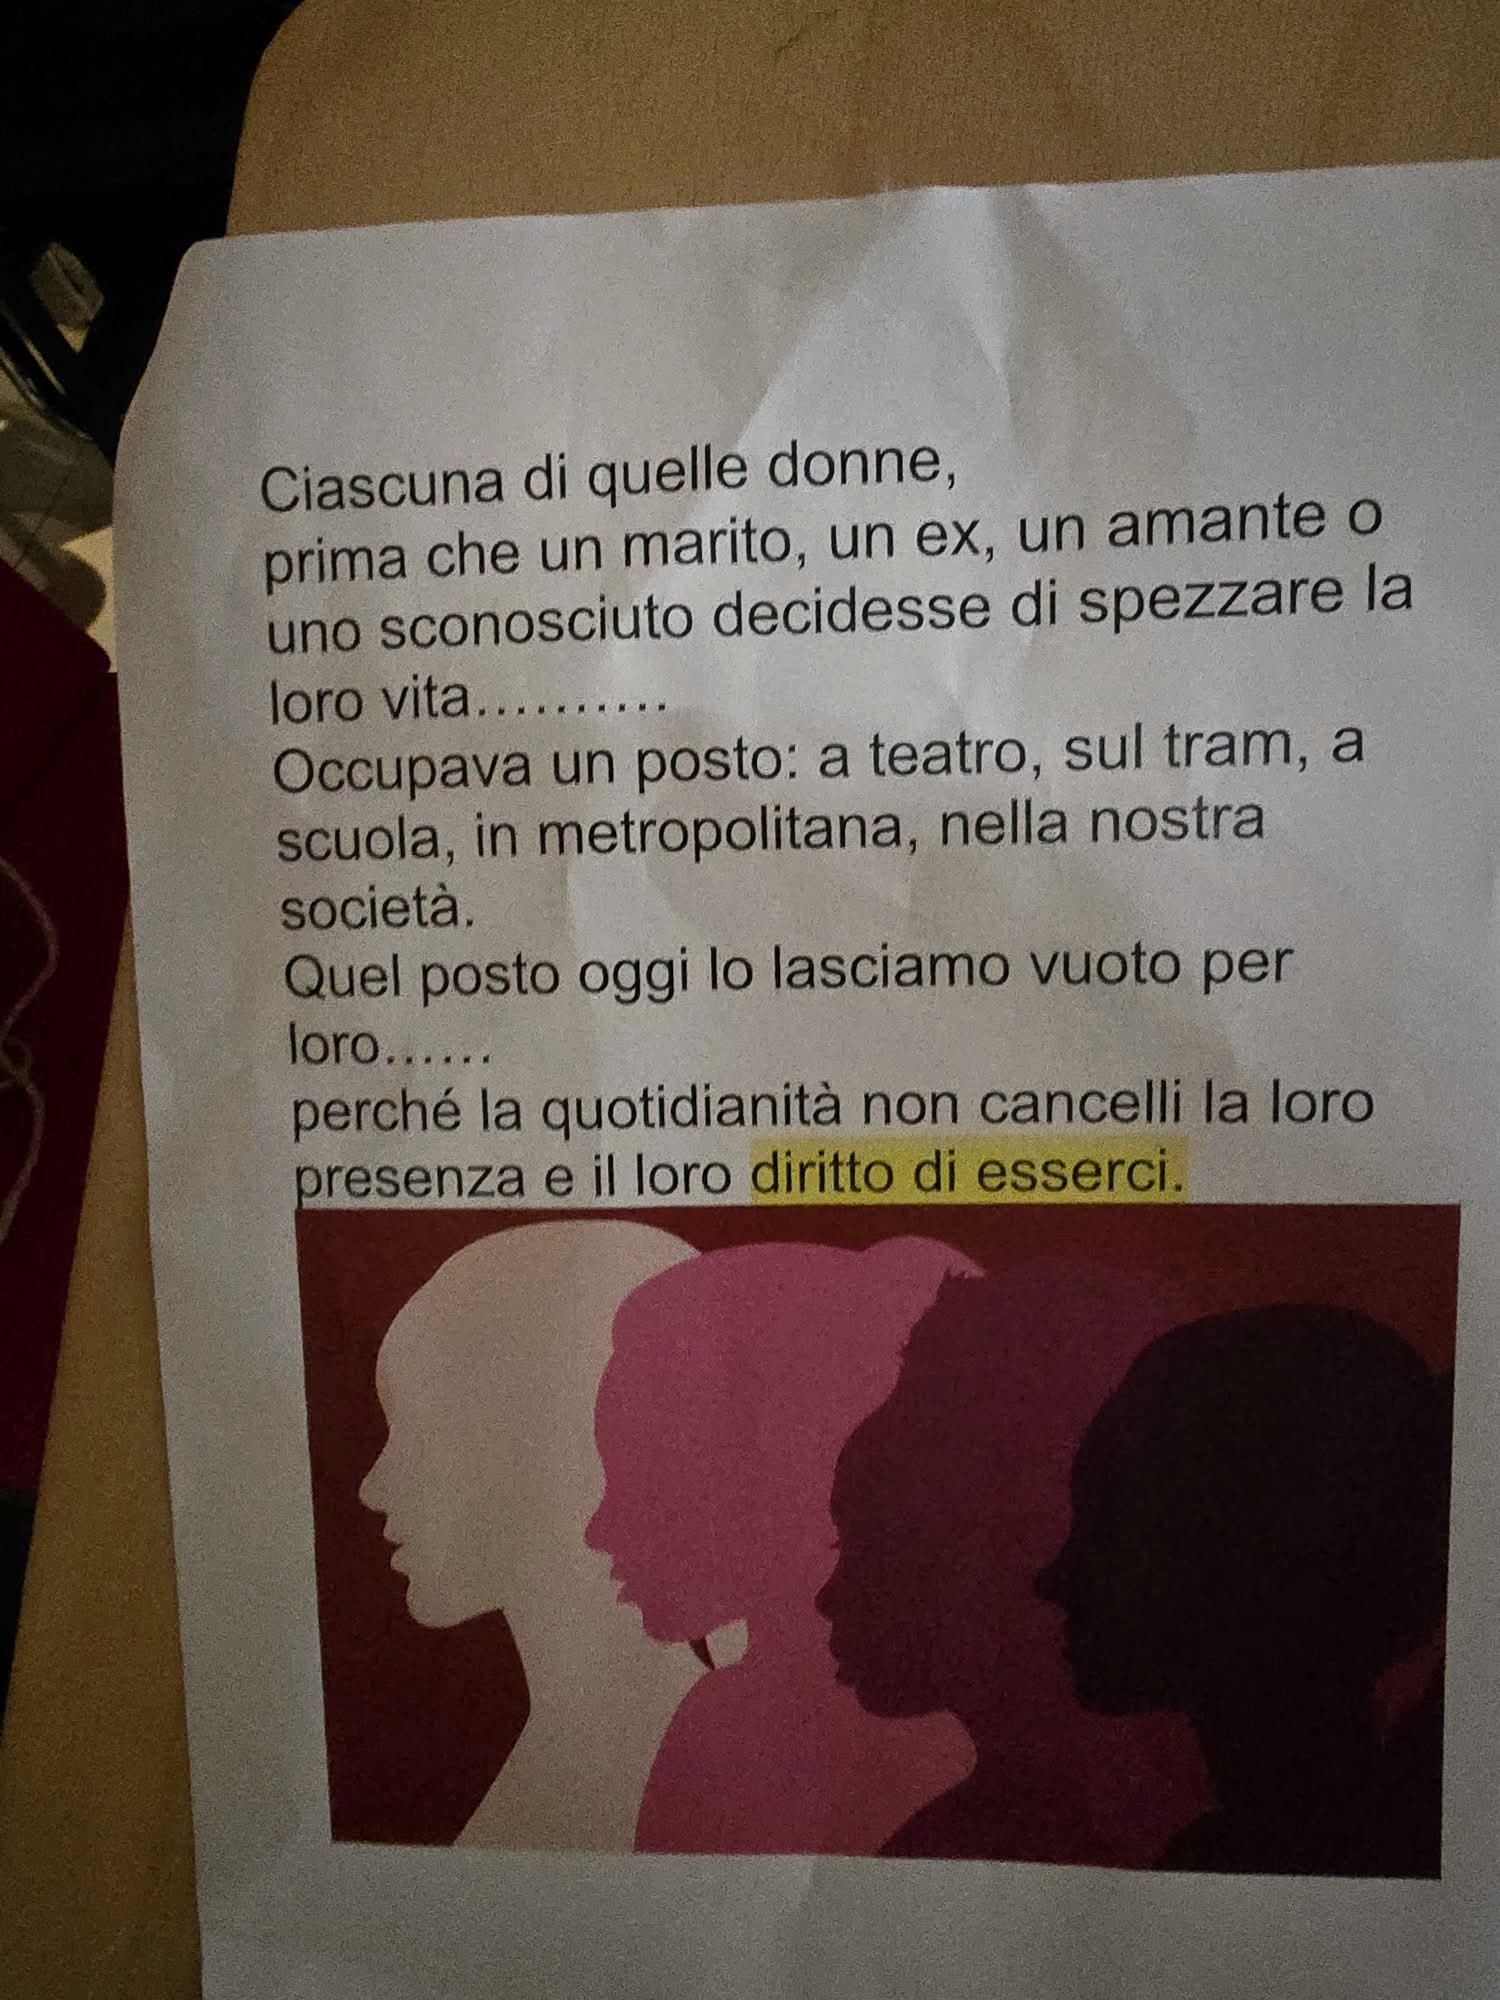 Ciascuna di quelle donne,
prima che un marito, un ex, un amante o
uno sconosciuto decidesse di spezzare la
loro vita..........
Occupava un posto: a teatro, sul tram, a
scuola, in metropolitana, nella nostra
società.
Quel posto oggi lo lasciamo vuoto per
loro......
perché la quotidianità non cancelli la loro
presenza e il loro diritto di esserci.